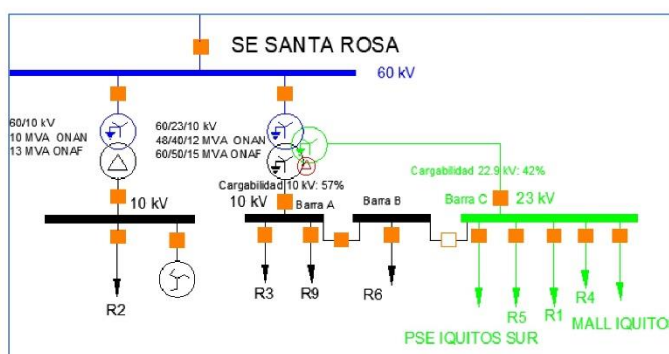 SE SANTA ROSA
60 kV
60/10 kV
10 MVA ONAN
13 MVA ONAF
60/23/10 kV
48/40/12 MVA ONAN
60/50/15 MVA ONAF
Cargabilidad 10 kV: 57%
Cargabilidad 22.9 kV: 42%
10 kV
10 kV
Barra A
Barra B
Barra C
23 kV
R2
R3
R9
R6
PSE IQUITOS SUR
R5
R1
R4
MALL IQUITO